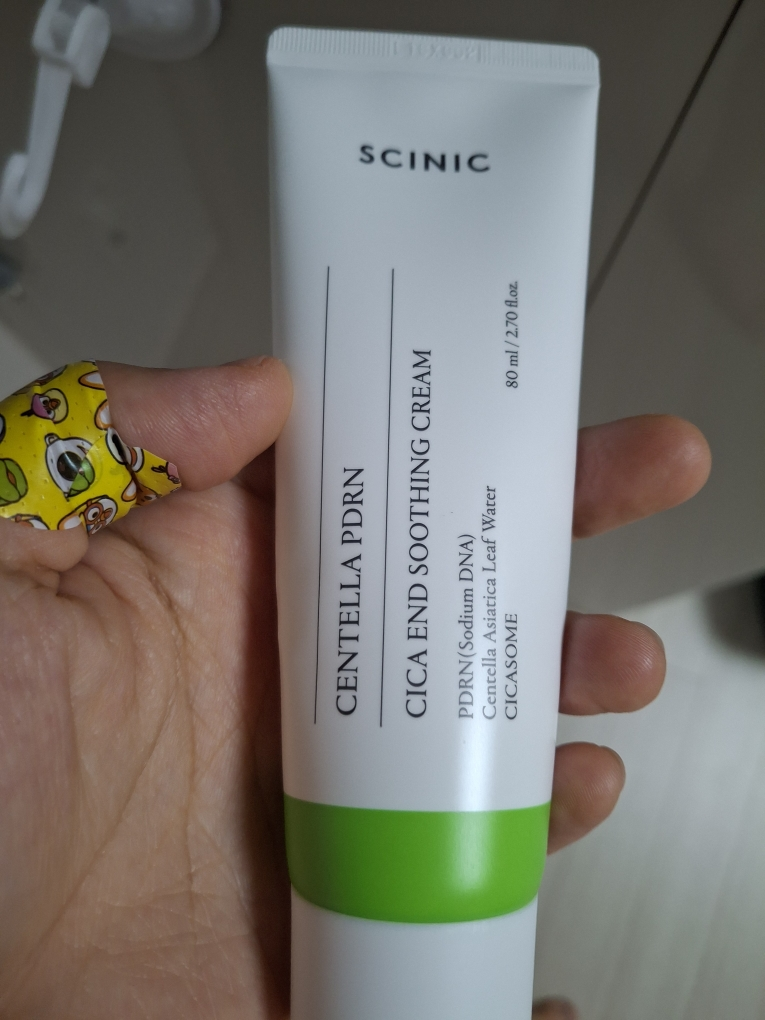 SCINIC
CENTELLA PDRN
CICA END SOOTHING CREAM
PDRN(Sodium DNA)
Centella Asiatica Leaf Water
CICASOME
80 ml / 2.70 fl.oz.